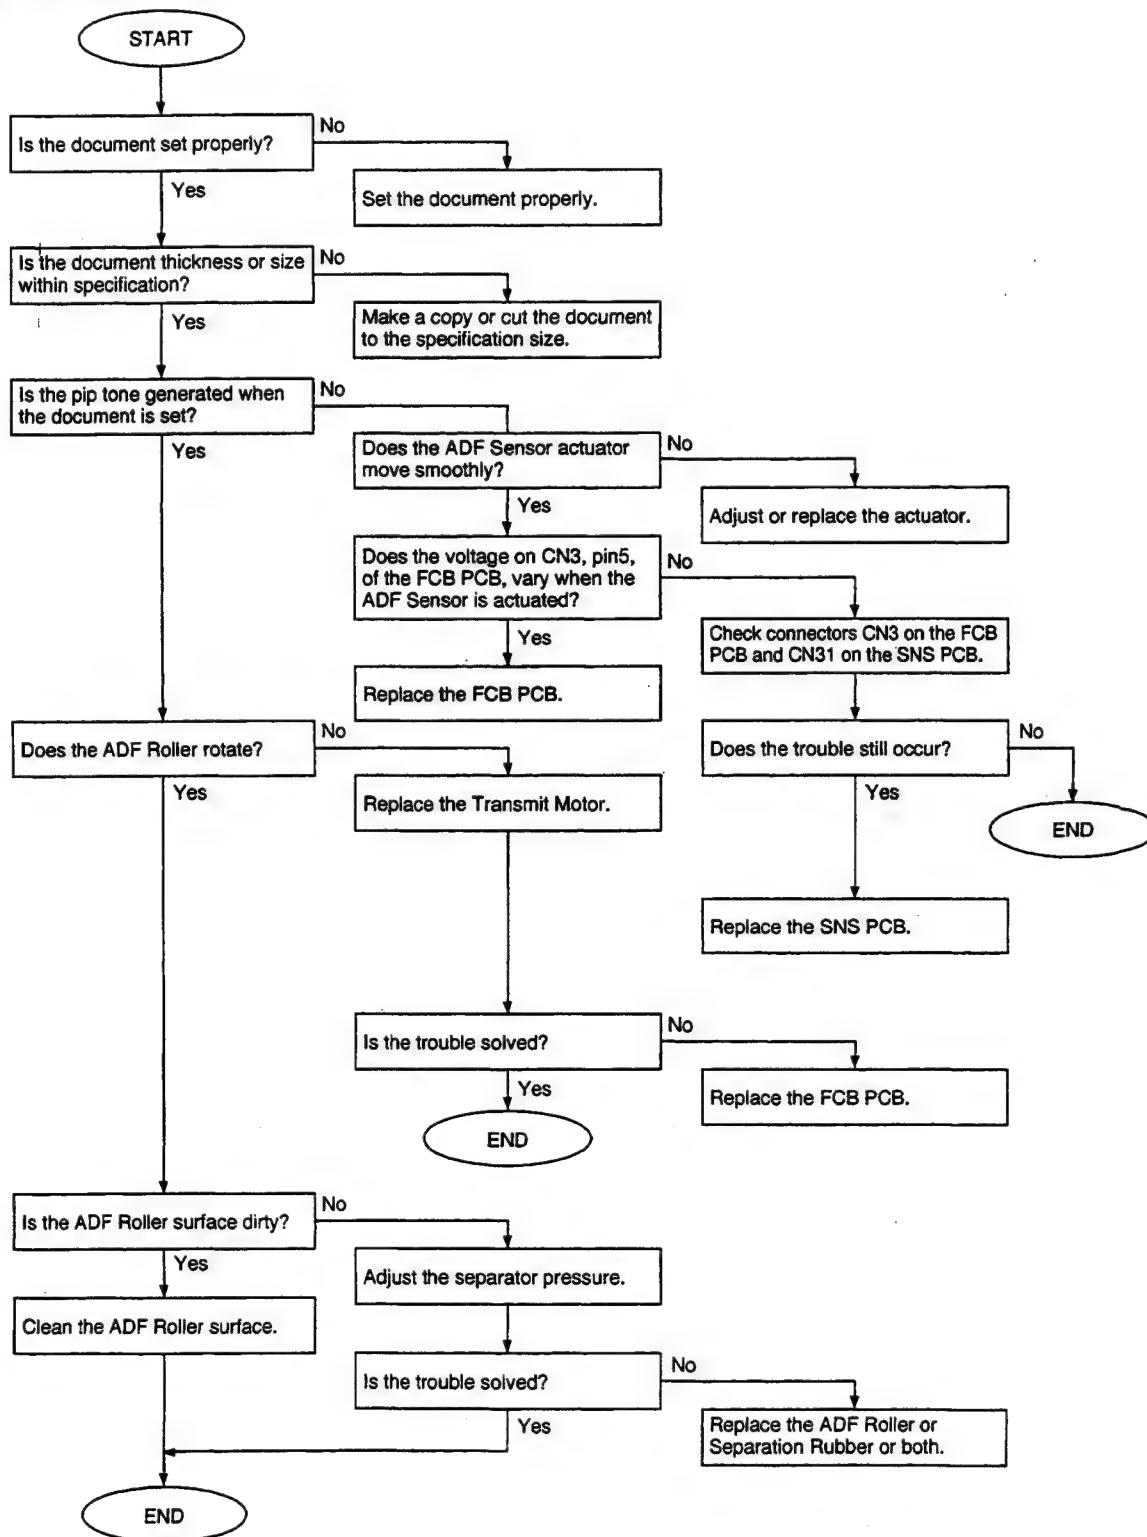 START
Is the document set properly?
No
Yes
Set the document properly.
Is the document thickness or size
within specification?
No
Yes
Make a copy or cut the document
to the specification size.
Is the pip tone generated when
the document is set?
No
Yes
Does the ADF Sensor actuator
move smoothly?
No
Yes
Adjust or replace the actuator.
Does the voltage on CN3, pin5,
of the FCB PCB, vary when the
ADF Sensor is actuated?
No
Yes
Check connectors CN3 on the FCB
PCB and CN31 on the SNS PCB.
Replace the FCB PCB.
Does the ADF Roller rotate?
No
Yes
Replace the Transmit Motor.
Does the trouble still occur?
No
Yes
END
Replace the SNS PCB.
Is the trouble solved?
No
Yes
Replace the FCB PCB.
END
Is the ADF Roller surface dirty?
No
Yes
Adjust the separator pressure.
Clean the ADF Roller surface.
Is the trouble solved?
No
Yes
Replace the ADF Roller or
Separation Rubber or both.
END